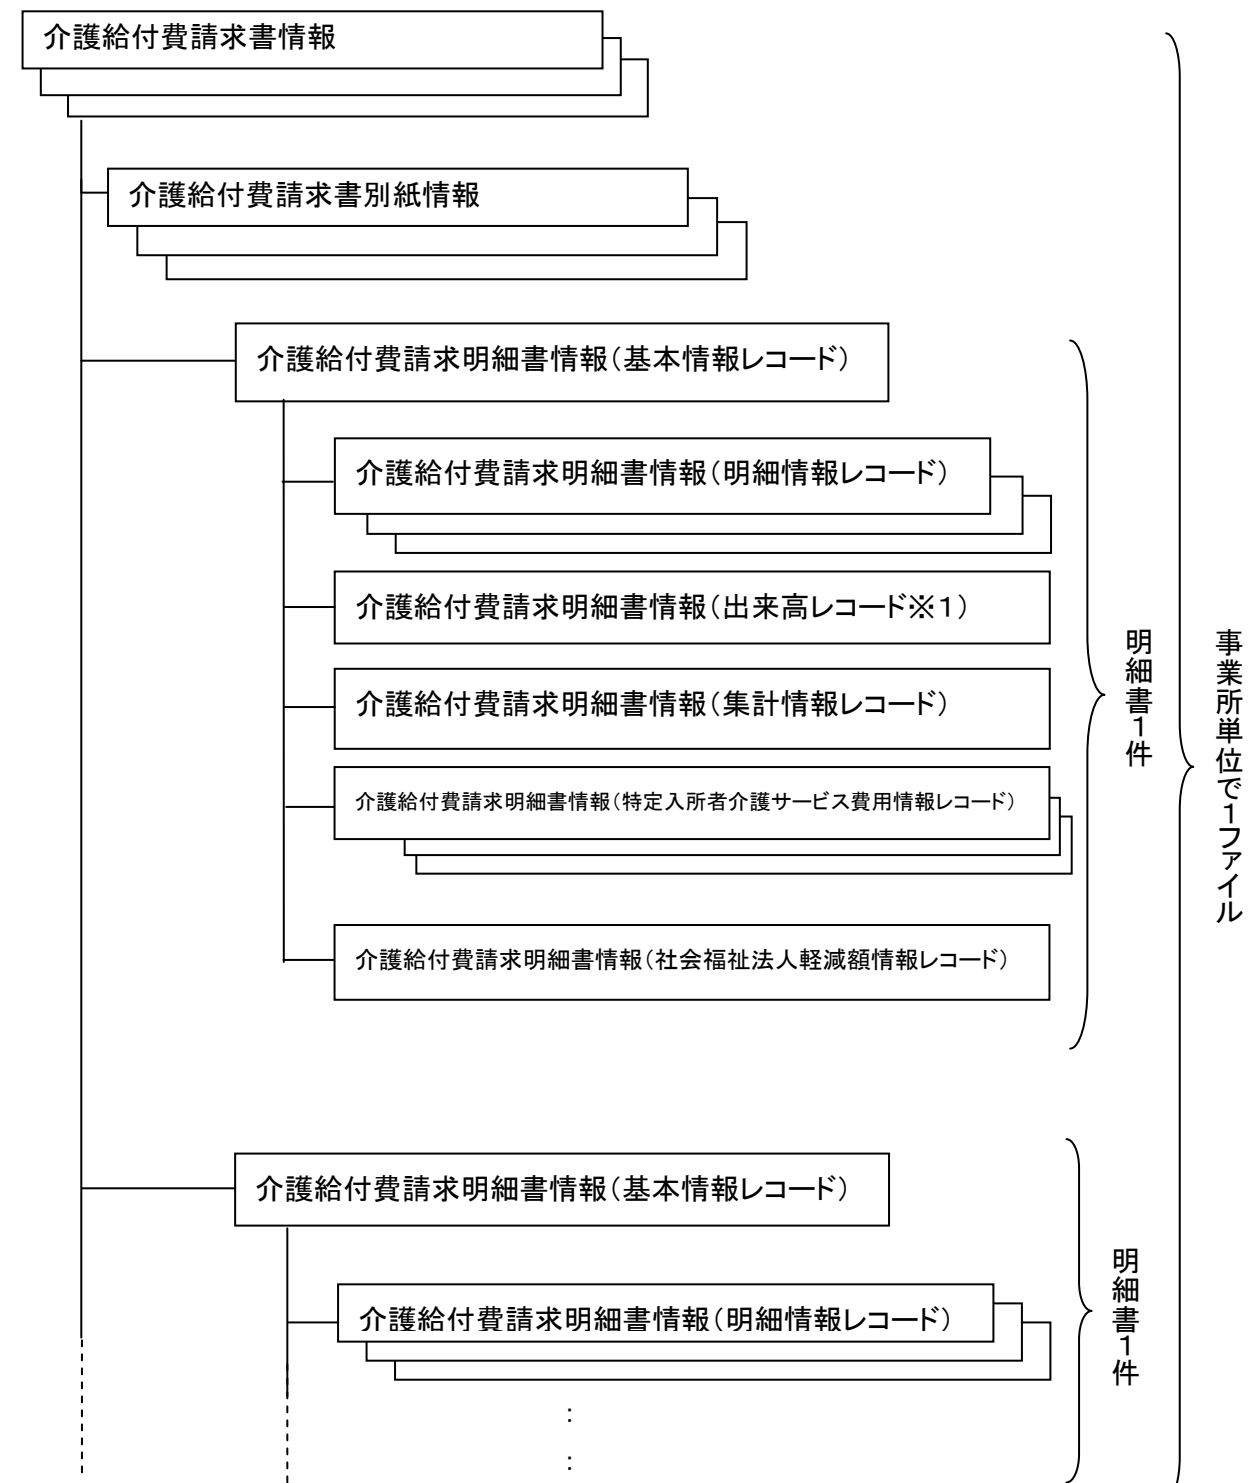 介護給付費請求書情報
介護給付費請求書別紙情報
介護給付費請求明細書情報（基本情報レコード）
介護給付費請求明細書情報（明細情報レコード）
介護給付費請求明細書情報（出来高レコード※１）
介護給付費請求明細書情報（集計情報レコード）
介護給付費請求明細書情報（特定入所者介護サービス費用情報レコード）
介護給付費請求明細書情報（社会福祉法人軽減額情報レコード）
明細書１件
事業所単位で１ファイル
介護給付費請求明細書情報（基本情報レコード）
介護給付費請求明細書情報（明細情報レコード）
：
：
明細書１件